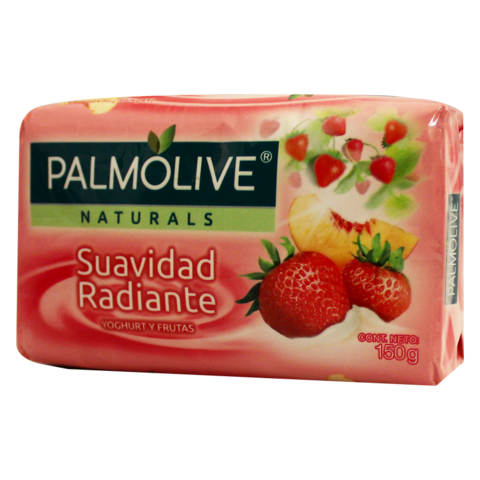 PALMOLIVE®
NATURALS
Suavidad
Radiante
YOGHURT Y FRUTAS
CONT. NETO:
150g
PALMOLIVE